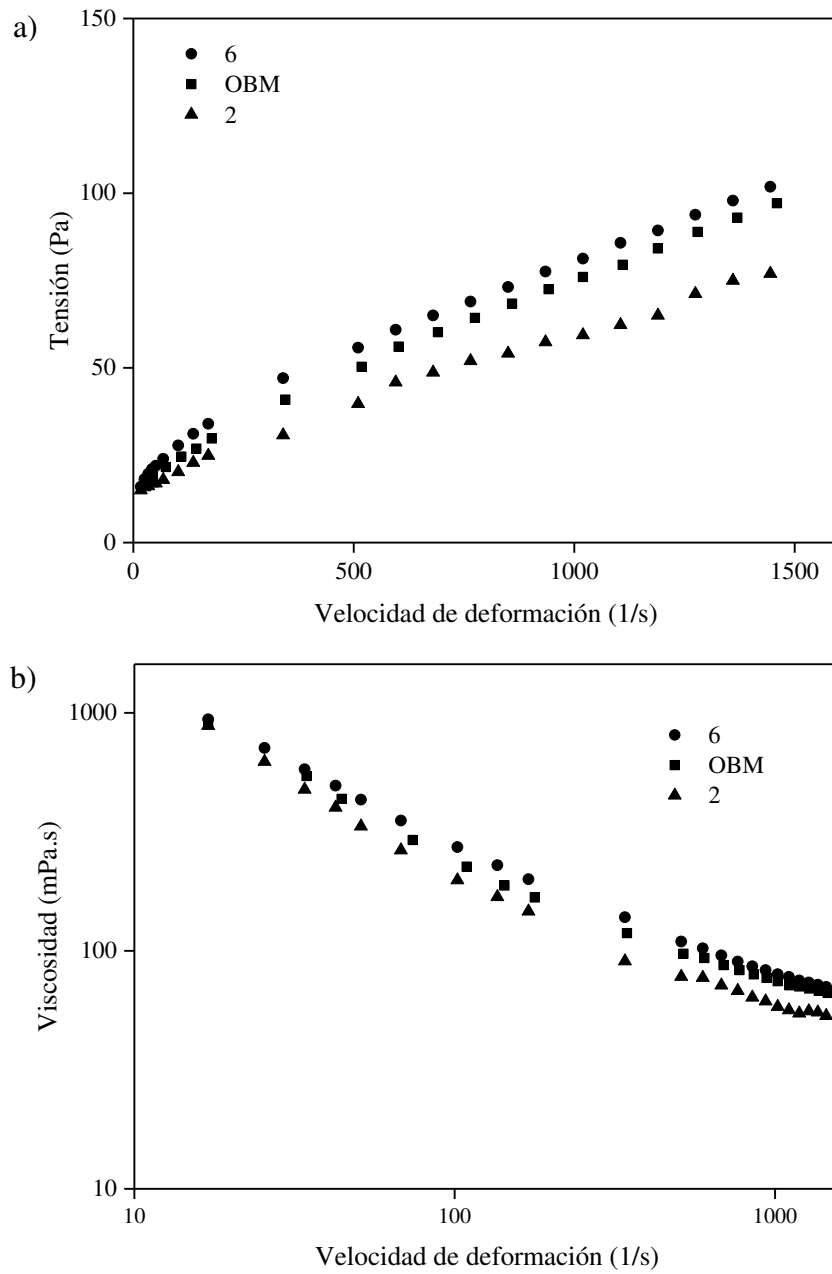 a)
150
100
50
0
Tensión (Pa)
6
OBM
2
0
500
1000
1500
Velocidad de deformación (1/s)
b)
1000
100
10
Viscosidad (mPa.s)
6
OBM
2
10
100
1000
Velocidad de deformación (1/s)